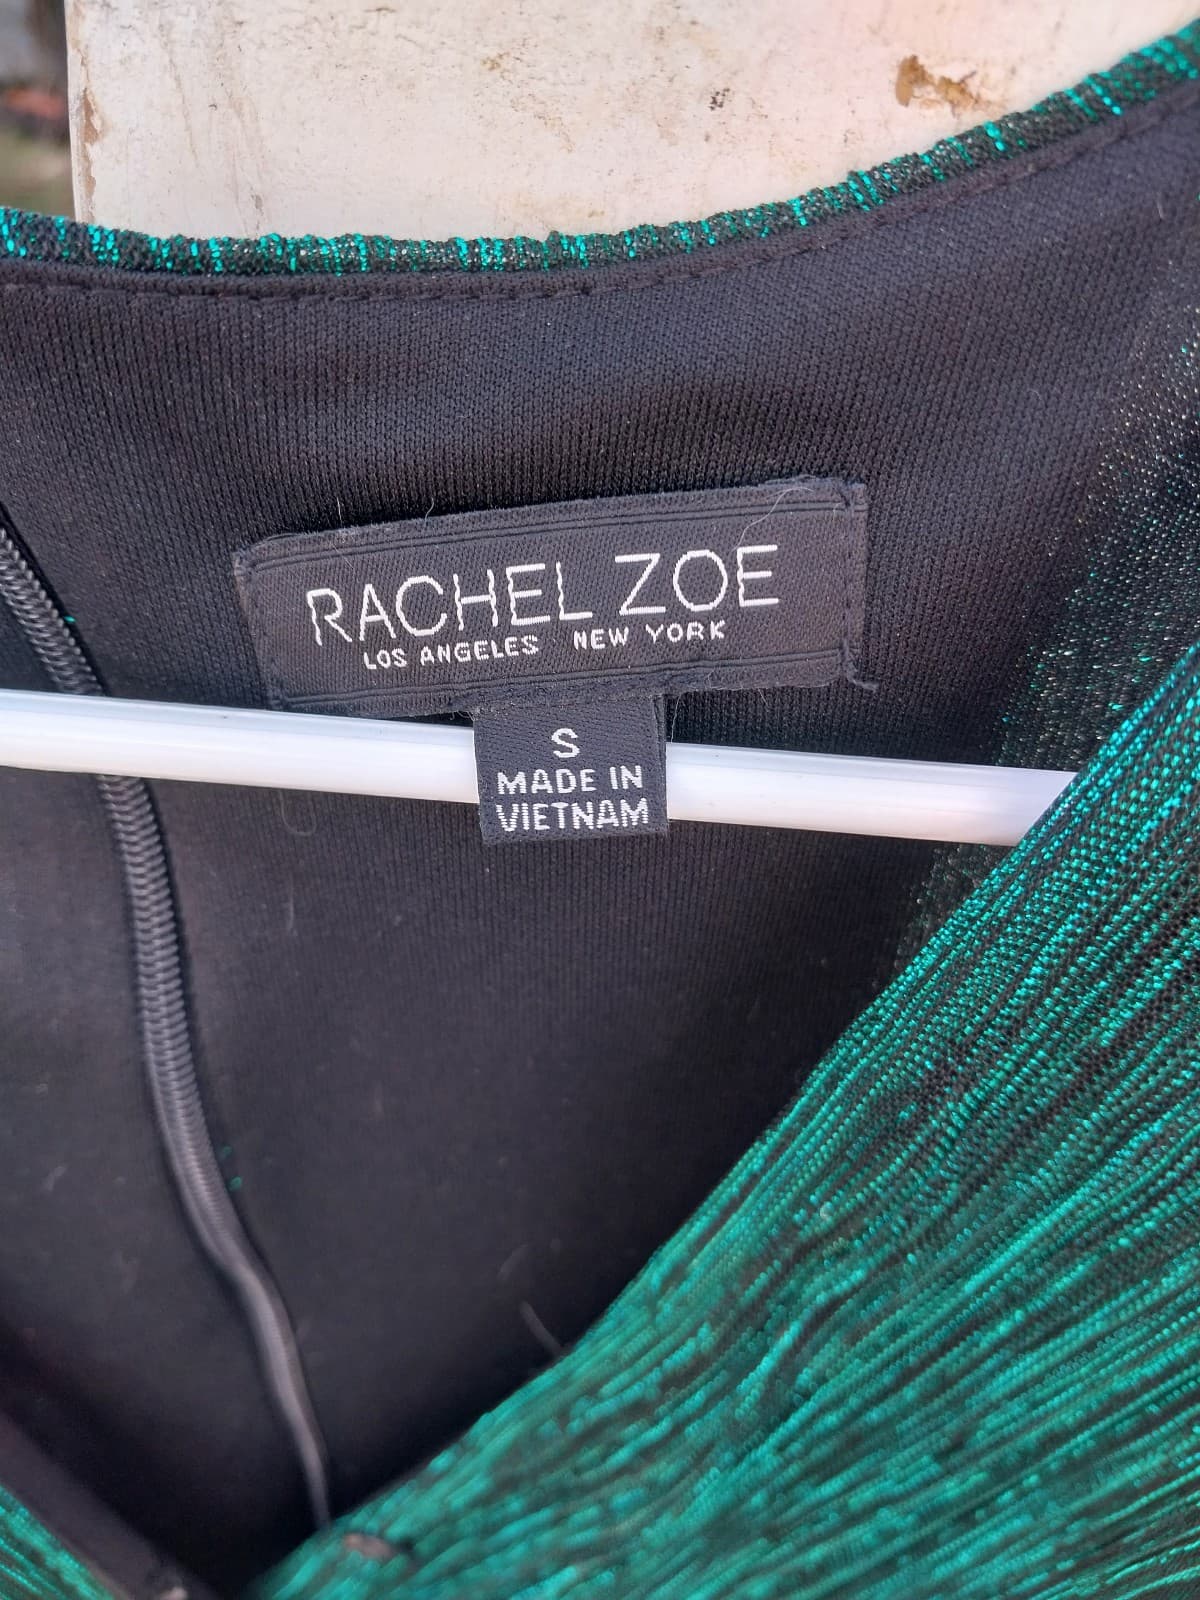 RACHEL ZOE
LOS ANGELES NEW YORK
S
MADE IN
VIETNAM